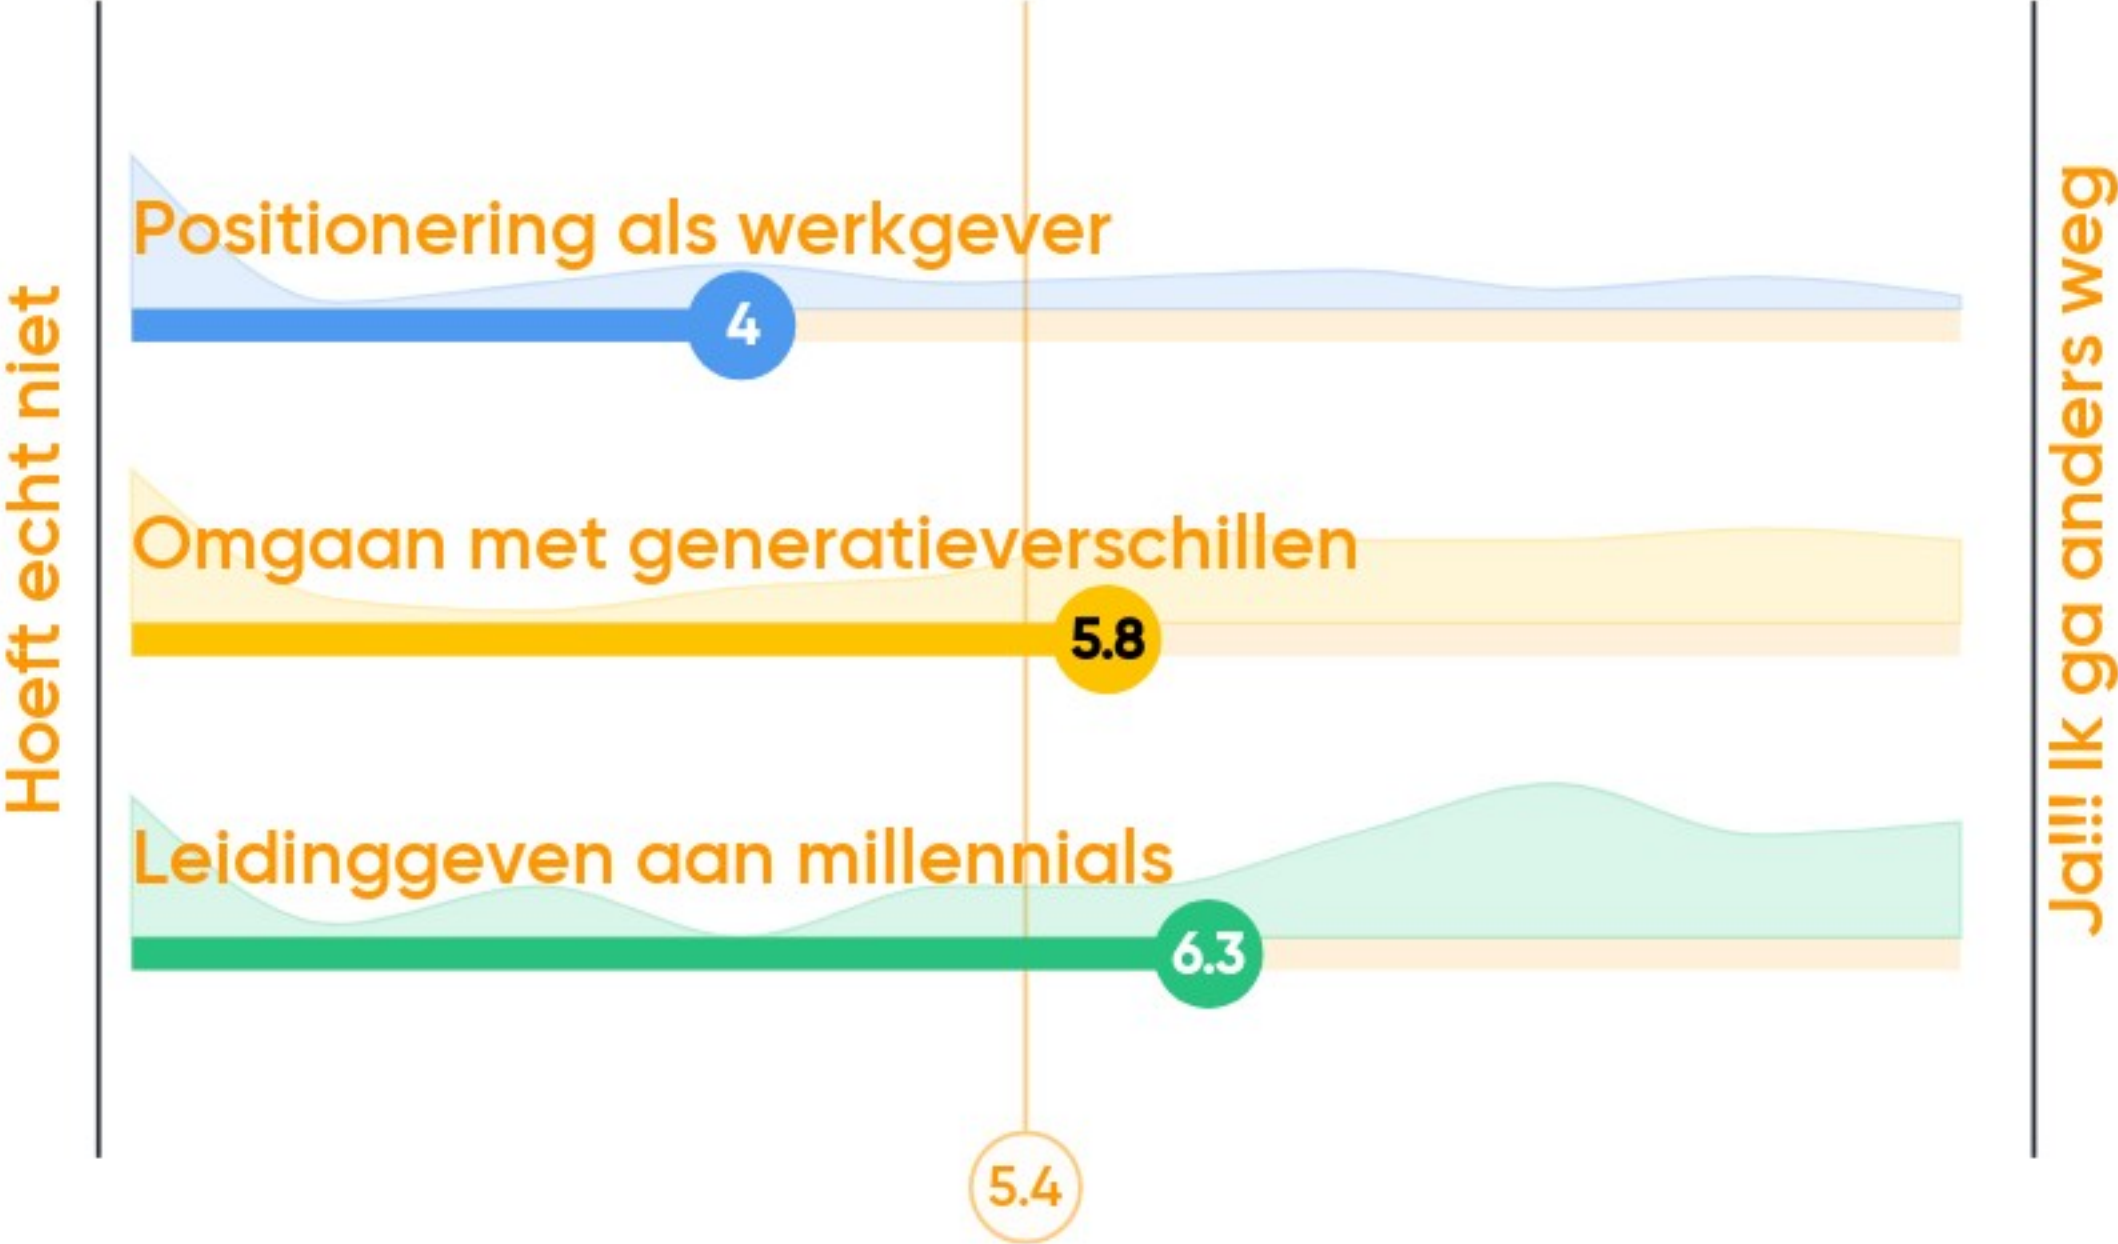 Hoeft echt niet
Positionering als werkgever
4
Omgaan met generatieverschillen
5.8
Leidinggeven aan millennials
6.3
5.4
Ja!!! Ik ga anders weg